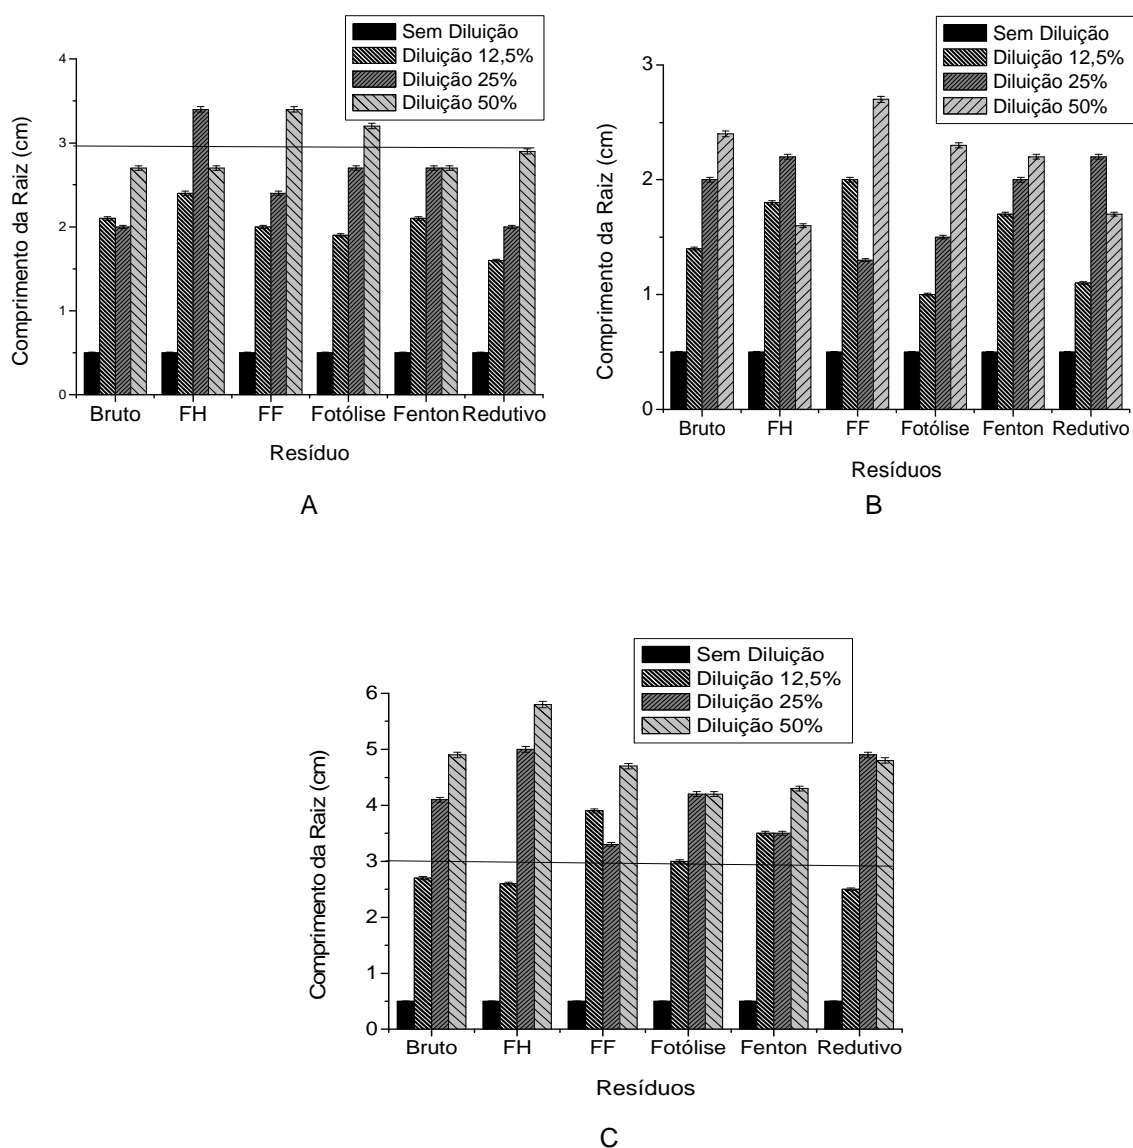 Sem Diluição
Diluição 12,5%
Diluição 25%
Diluição 50%
Comprimento da Raiz (cm)
4
3
2
1
0
Bruto FH FF Fotólise Fenton Redutivo
Resíduo
A
Sem Diluição
Diluição 12,5%
Diluição 25%
Diluição 50%
Comprimento da Raiz (cm)
3
2
1
0
Bruto FH FF Fotólise Fenton Redutivo
Resíduos
B
Sem Diluição
Diluição 12,5%
Diluição 25%
Diluição 50%
Comprimento da Raiz (cm)
6
5
4
3
2
1
0
Bruto FH FF Fotólise Fenton Redutivo
Resíduos
C